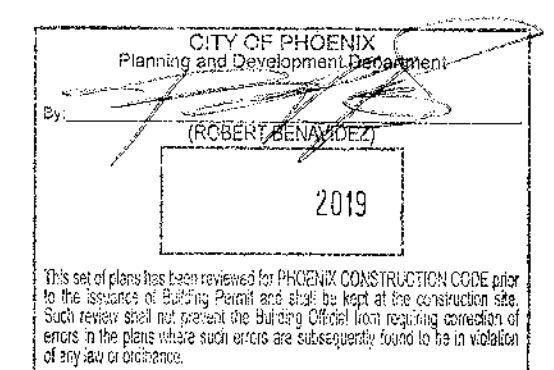 CITY OF PHOENIX
Planning and Development Department
By:
(ROBERT BENAVIDEZ)
2019
This set of plans has been reviewed for PHOENIX CONSTRUCTION CODE prior
to the issuance of Building Permit and shall be kept at the construction site.
Such review shall not prevent the Building Official from requiring correction of
errors in the plans where such errors are subsequently found to be in violation
of any law or ordinance.